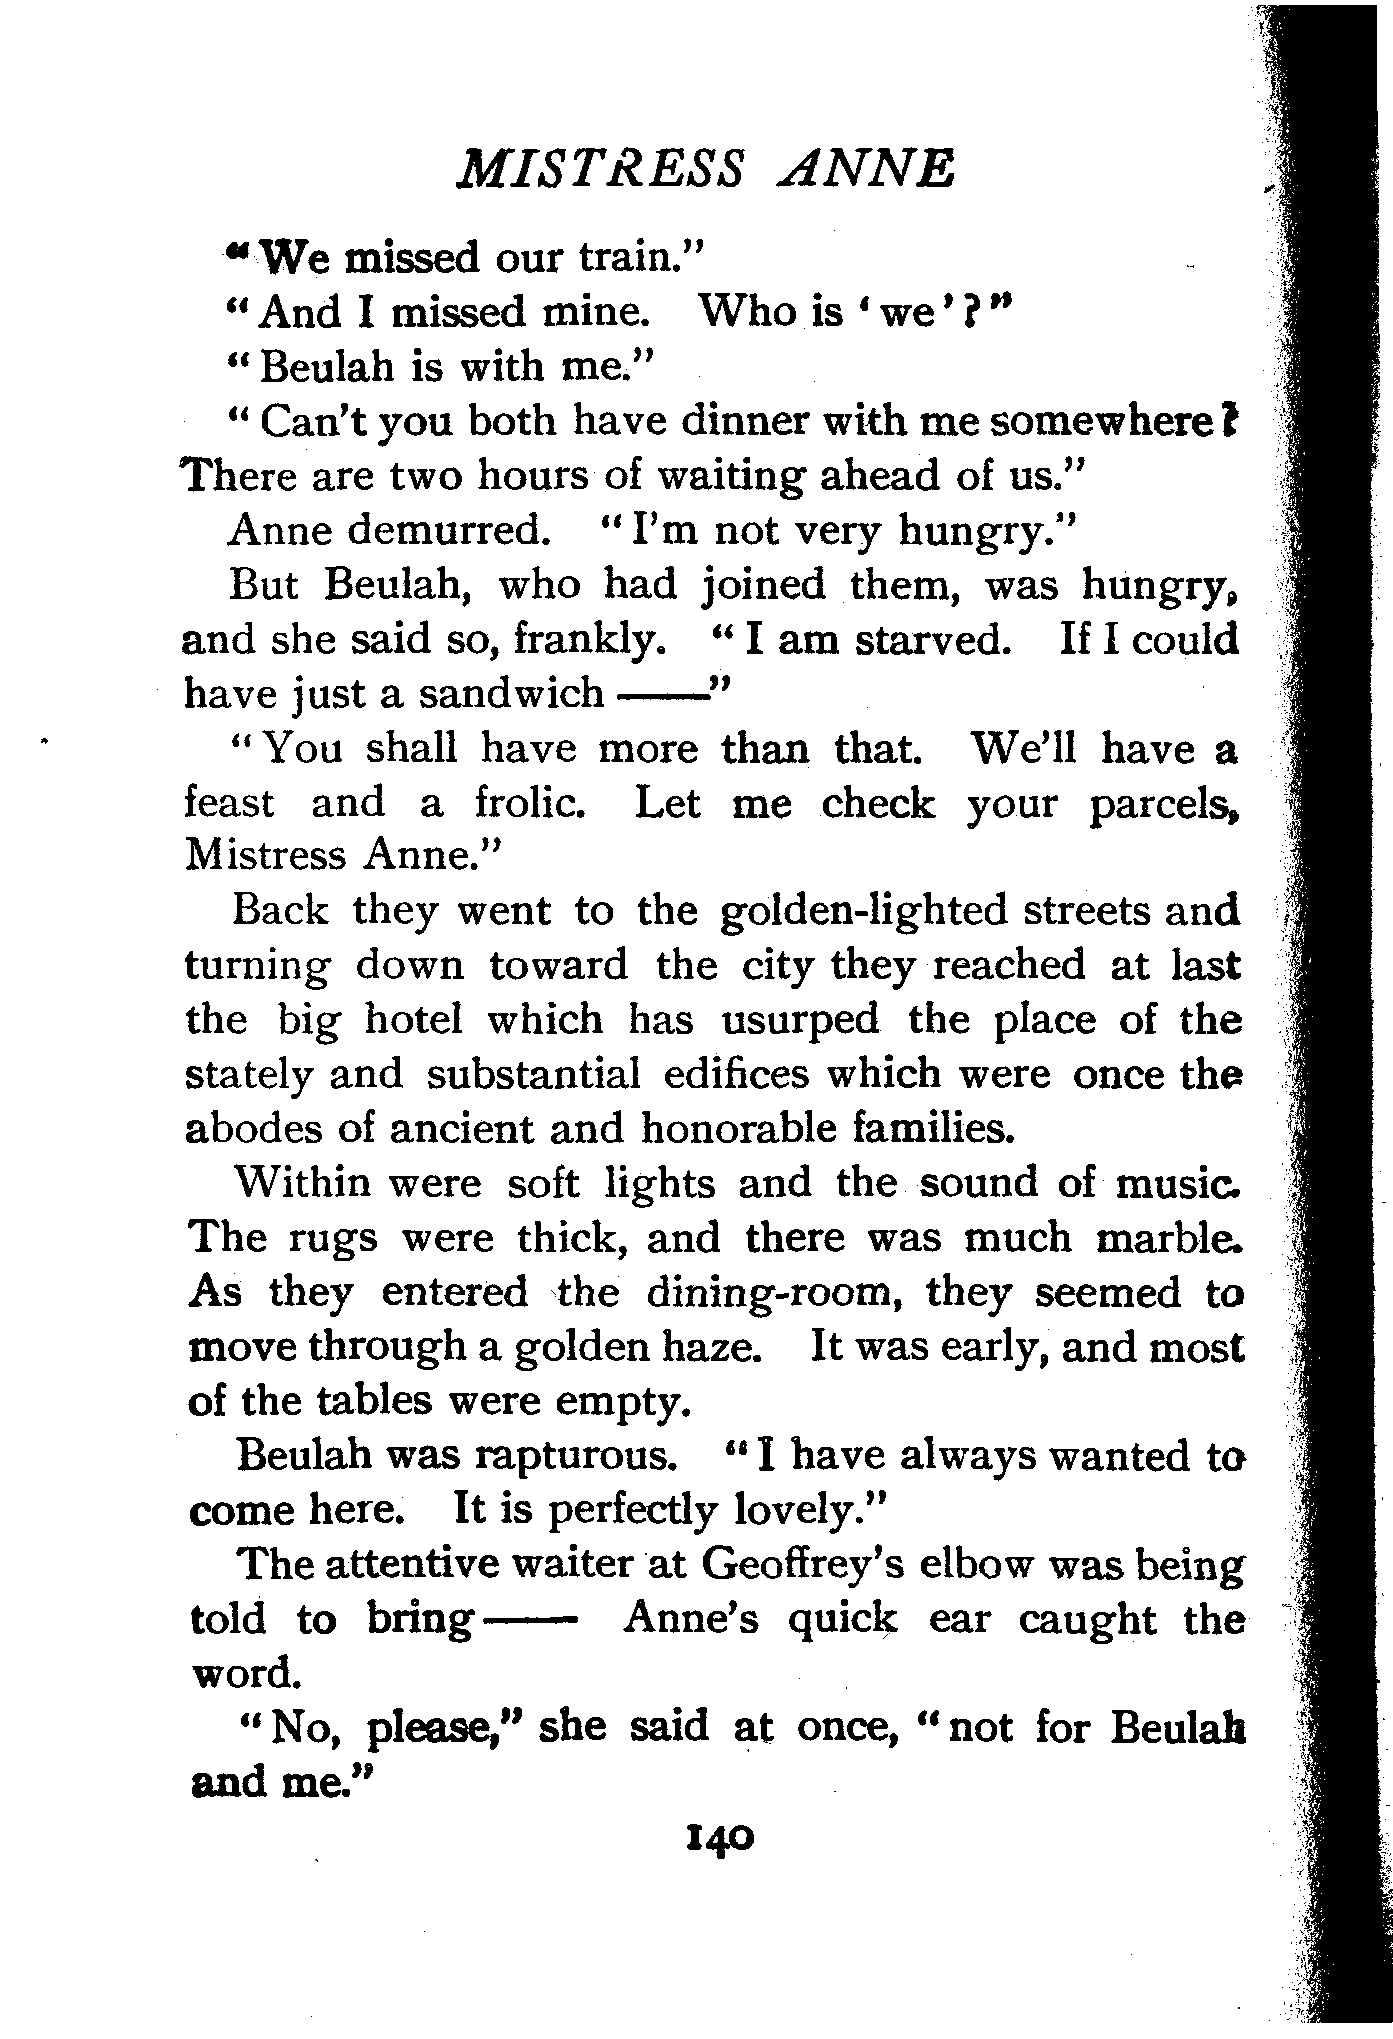 MISTRESS ANNE
"We missed our train."
"And I missed mine. Who is 'we'?"
"Beulah is with me."
"Can't you both have dinner with me somewhere?
There are two hours of waiting ahead of us."
Anne demurred. "I'm not very hungry."
But Beulah, who had joined them, was hungry,
and she said so, frankly. "I am starved. If I could
have just a sandwich ——"
"You shall have more than that. We'll have a
feast and a frolic. Let me check your parcels,
Mistress Anne."
Back they went to the golden-lighted streets and
turning down toward the city they reached at last
the big hotel which has usurped the place of the
stately and substantial edifices which were once the
abodes of ancient and honorable families.
Within were soft lights and the sound of music.
The rugs were thick, and there was much marble.
As they entered the dining-room, they seemed to
move through a golden haze. It was early, and most
of the tables were empty.
Beulah was rapturous. "I have always wanted to
come here. It is perfectly lovely."
The attentive waiter at Geoffrey's elbow was being
told to bring—— Anne's quick ear caught the
word.
"No, please," she said at once, "not for Beulah
and me."
140